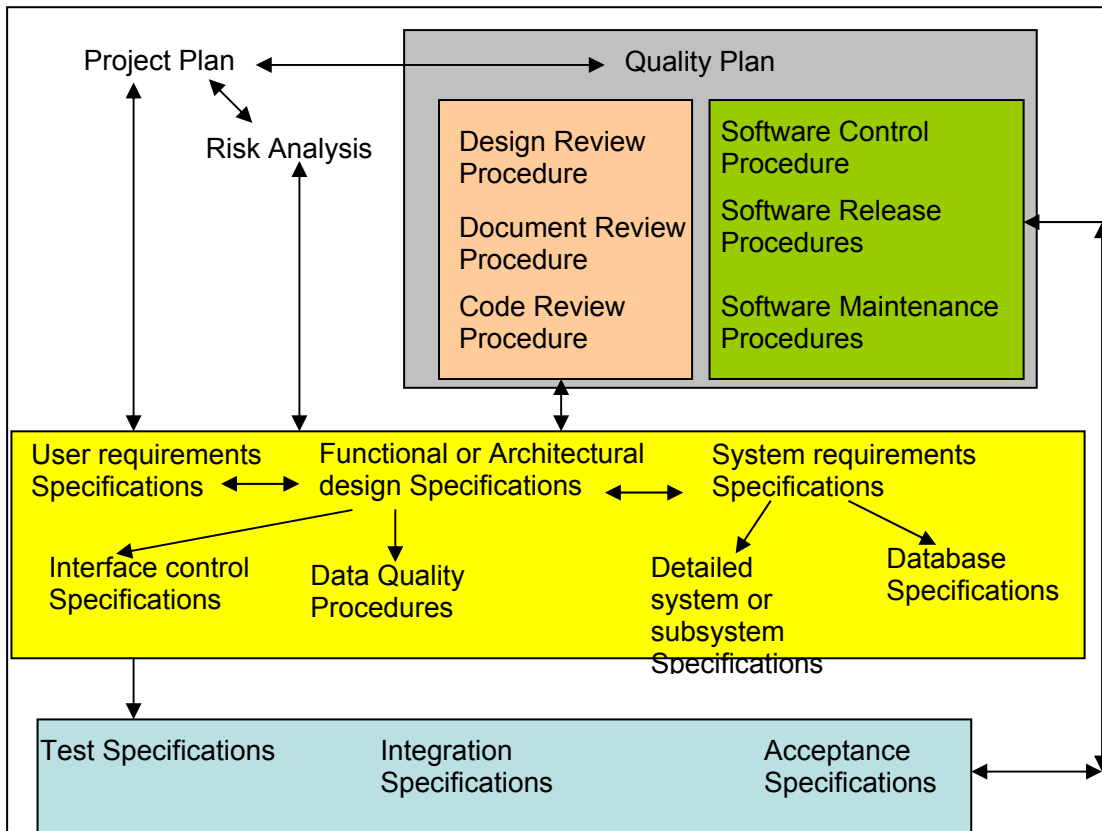 Project Plan
Quality Plan
Risk Analysis
Design Review
Procedure
Document Review
Procedure
Code Review
Procedure
Software Control
Procedure
Software Release
Procedures
Software Maintenance
Procedures
User requirements
Specifications
Functional or Architectural
design Specifications
System requirements
Specifications
Interface control
Specifications
Data Quality
Procedures
Detailed
system or
subsystem
Specifications
Database
Specifications
Test Specifications
Integration
Specifications
Acceptance
Specifications